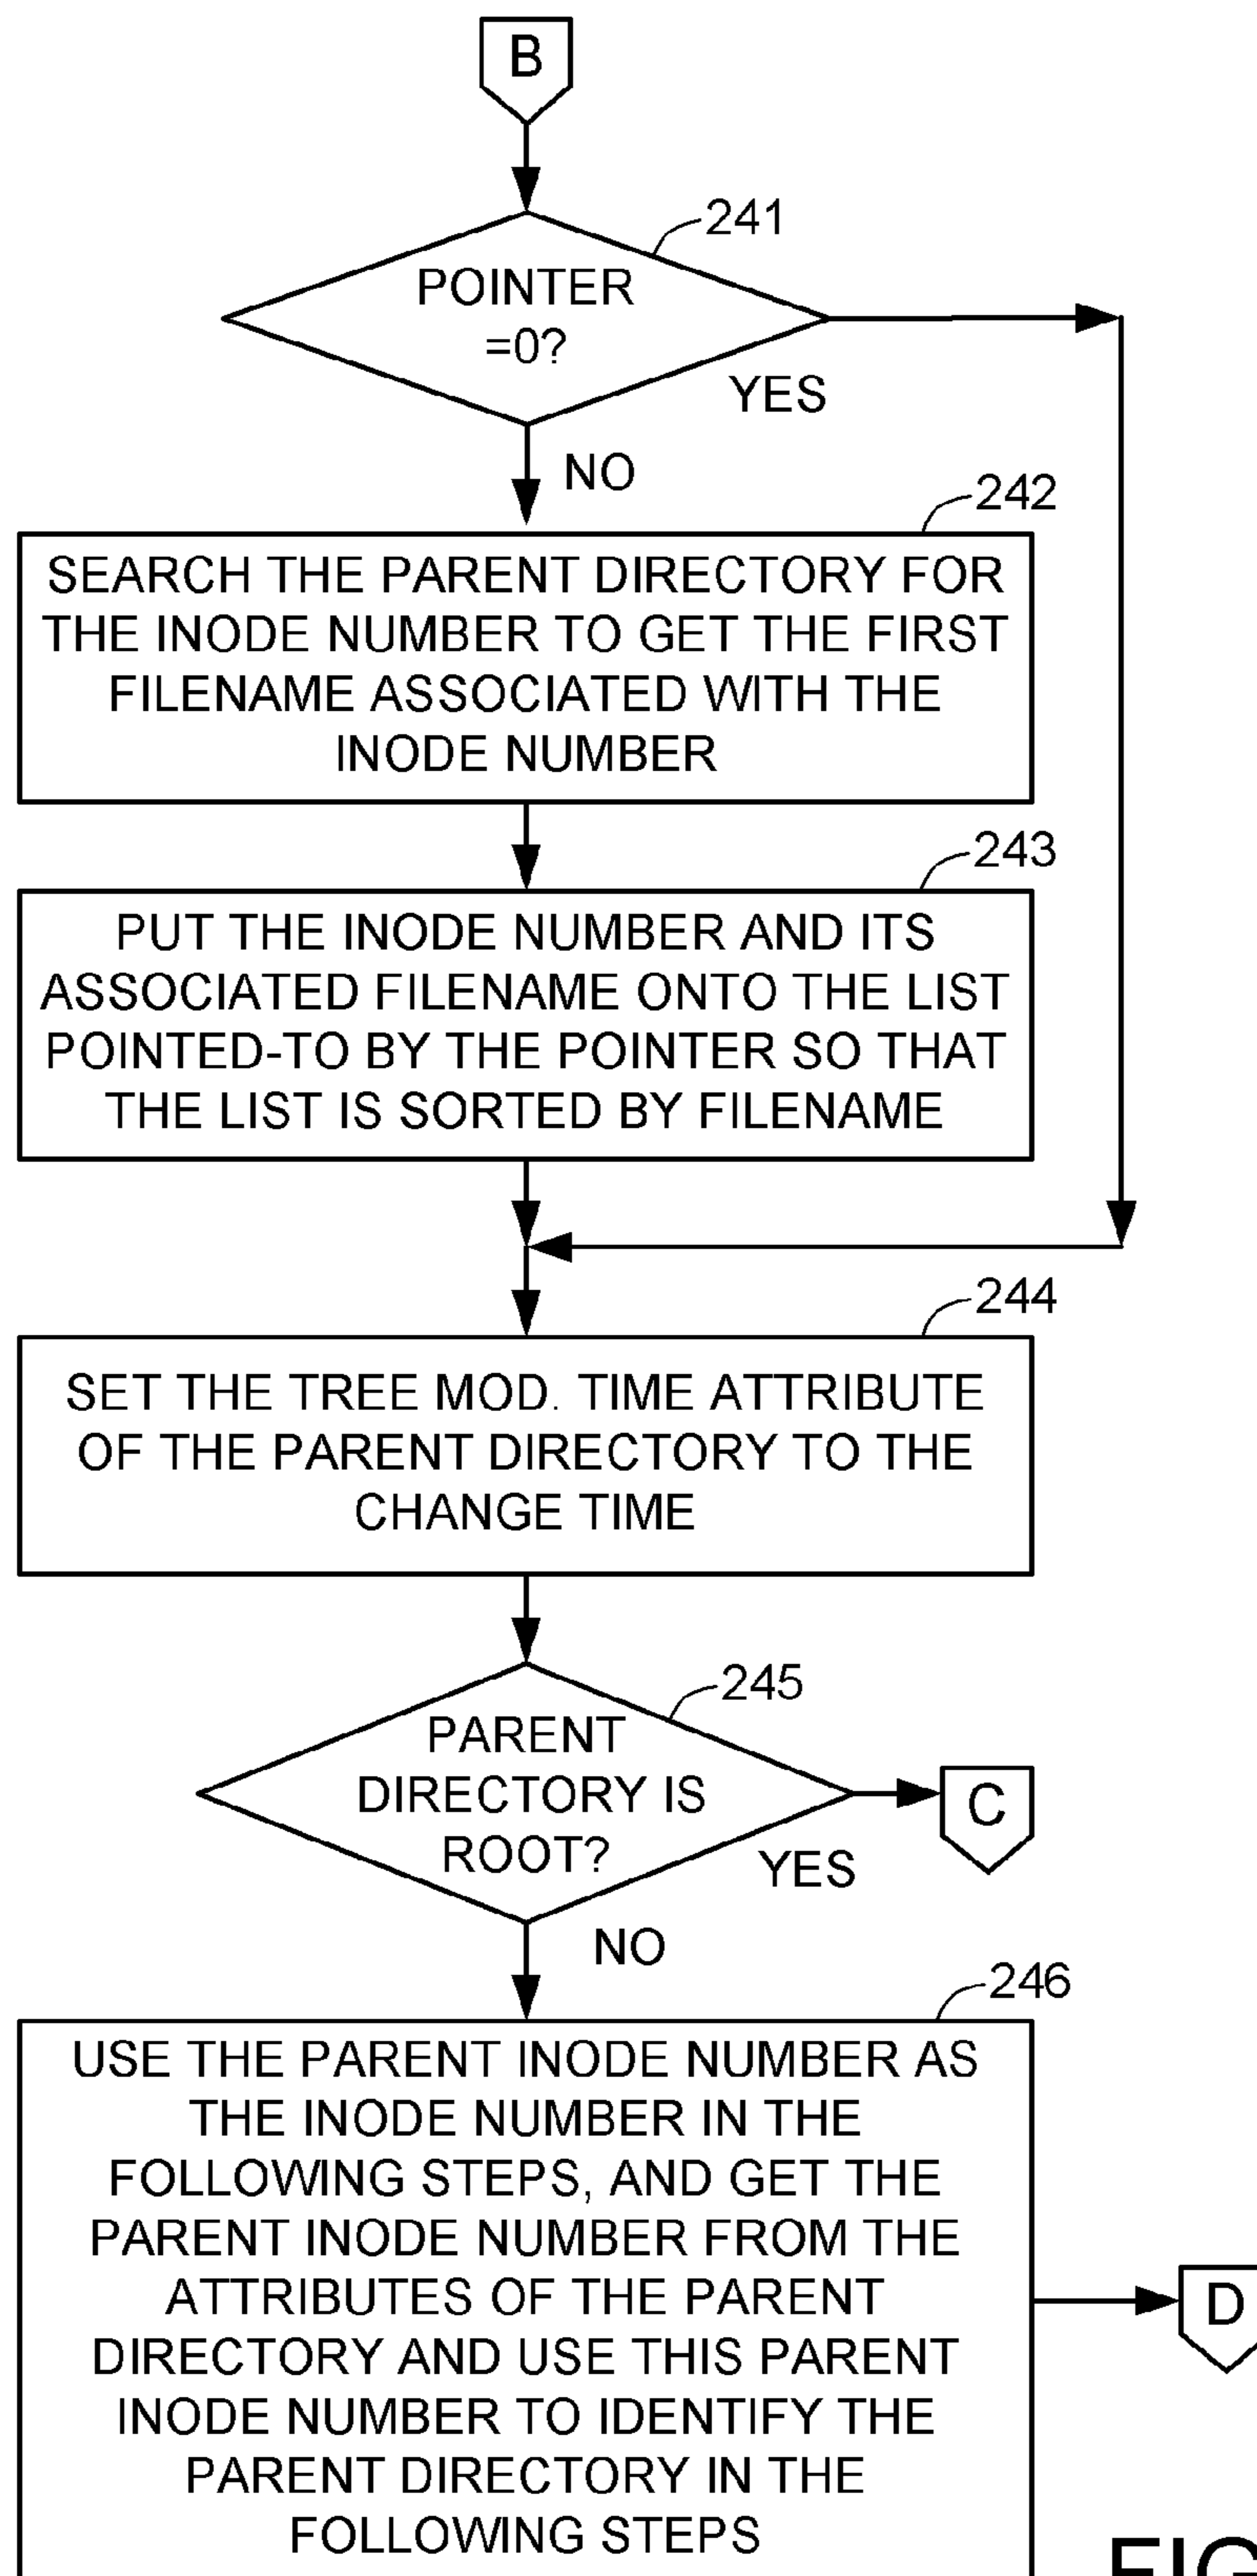 B
241
POINTER
=0?
YES
NO
242
SEARCH THE PARENT DIRECTORY FOR
THE INODE NUMBER TO GET THE FIRST
FILENAME ASSOCIATED WITH THE
INODE NUMBER
243
PUT THE INODE NUMBER AND ITS
ASSOCIATED FILENAME ONTO THE LIST
POINTED-TO BY THE POINTER SO THAT
THE LIST IS SORTED BY FILENAME
244
SET THE TREE MOD. TIME ATTRIBUTE
OF THE PARENT DIRECTORY TO THE
CHANGE TIME
245
PARENT
DIRECTORY IS
ROOT?
C
YES
NO
246
USE THE PARENT INODE NUMBER AS
THE INODE NUMBER IN THE
FOLLOWING STEPS, AND GET THE
PARENT INODE NUMBER FROM THE
ATTRIBUTES OF THE PARENT
DIRECTORY AND USE THIS PARENT
INODE NUMBER TO IDENTIFY THE
PARENT DIRECTORY IN THE
FOLLOWING STEPS
D